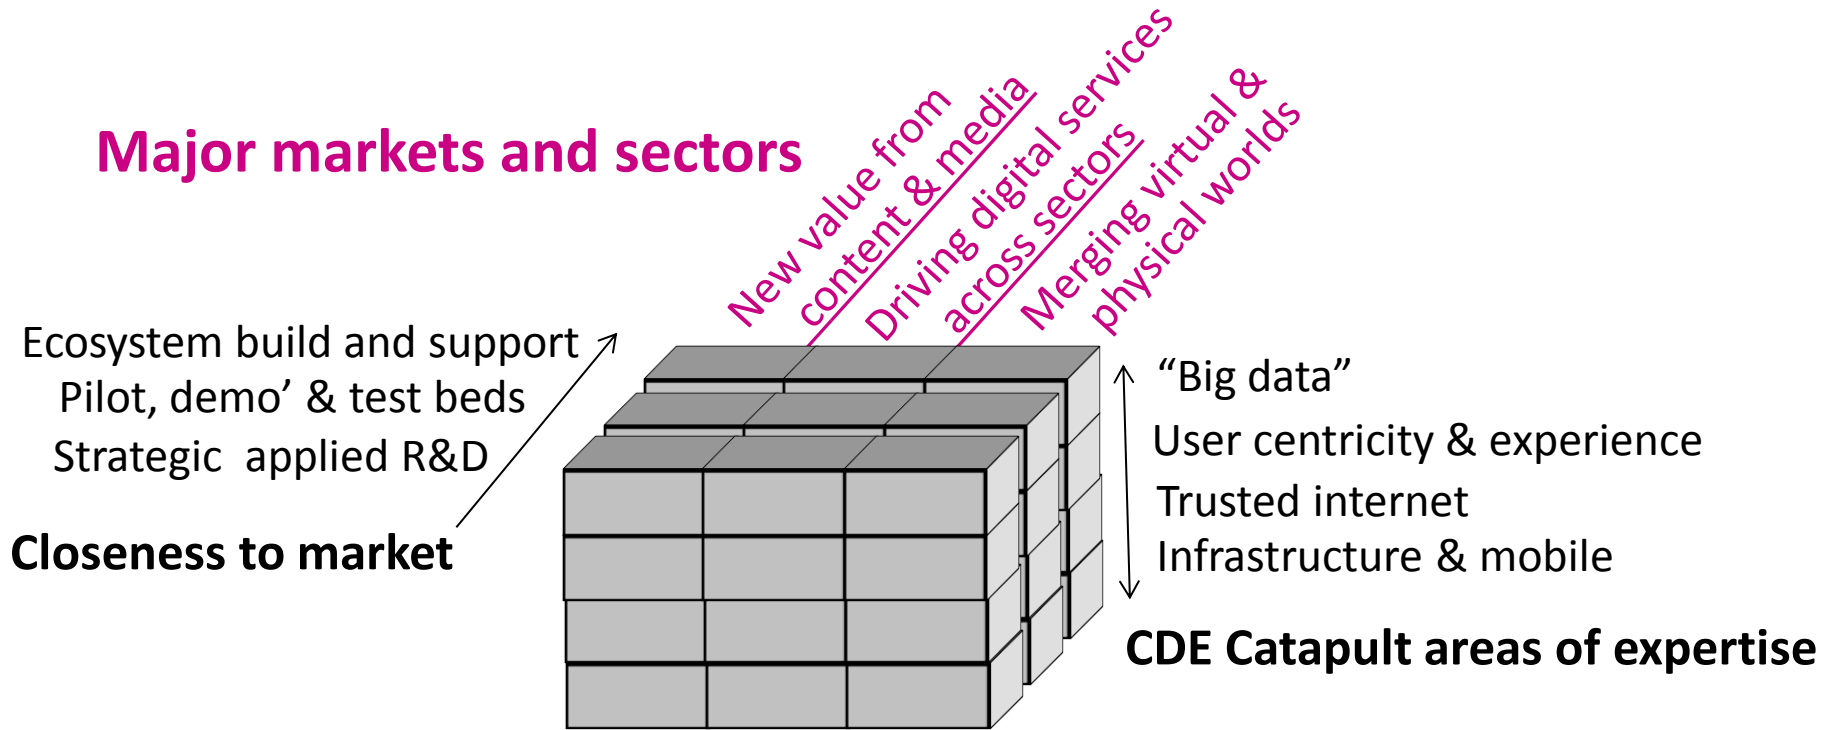 Major markets and sectors
New value from
content & media
Driving digital services
across sectors
Merging virtual &
physical worlds
Ecosystem build and support
Pilot, demo’ & test beds
Strategic applied R&D
Closeness to market
“Big data”
User centricity & experience
Trusted internet
Infrastructure & mobile
CDE Catapult areas of expertise